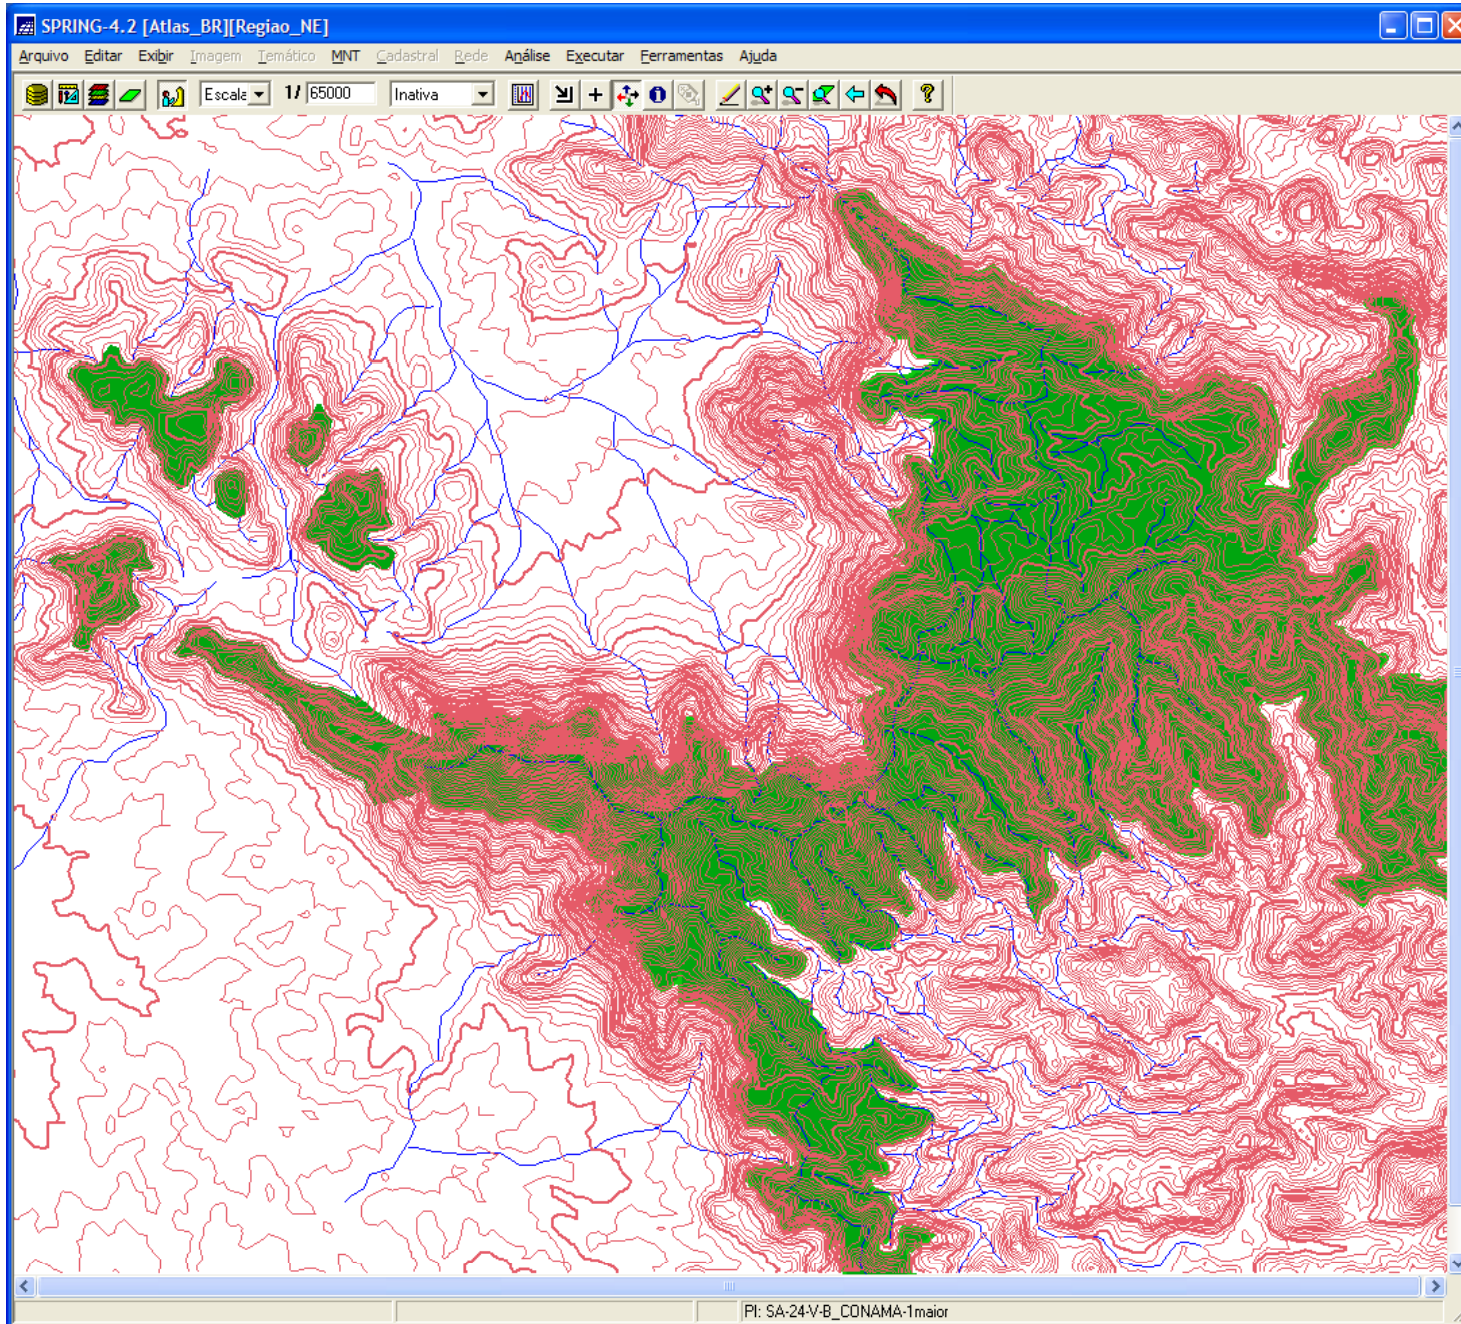 SPRING-4.2 [Atlas_BR][Regiao_NE]
Arquivo Editar Exibir Imagem Temático MNT Cadastral Rede Análise Executar Ferramentas Ajuda
Escala 1/ 65000 Inativa
PI: SA-24-V-B_CONAMA-1maior